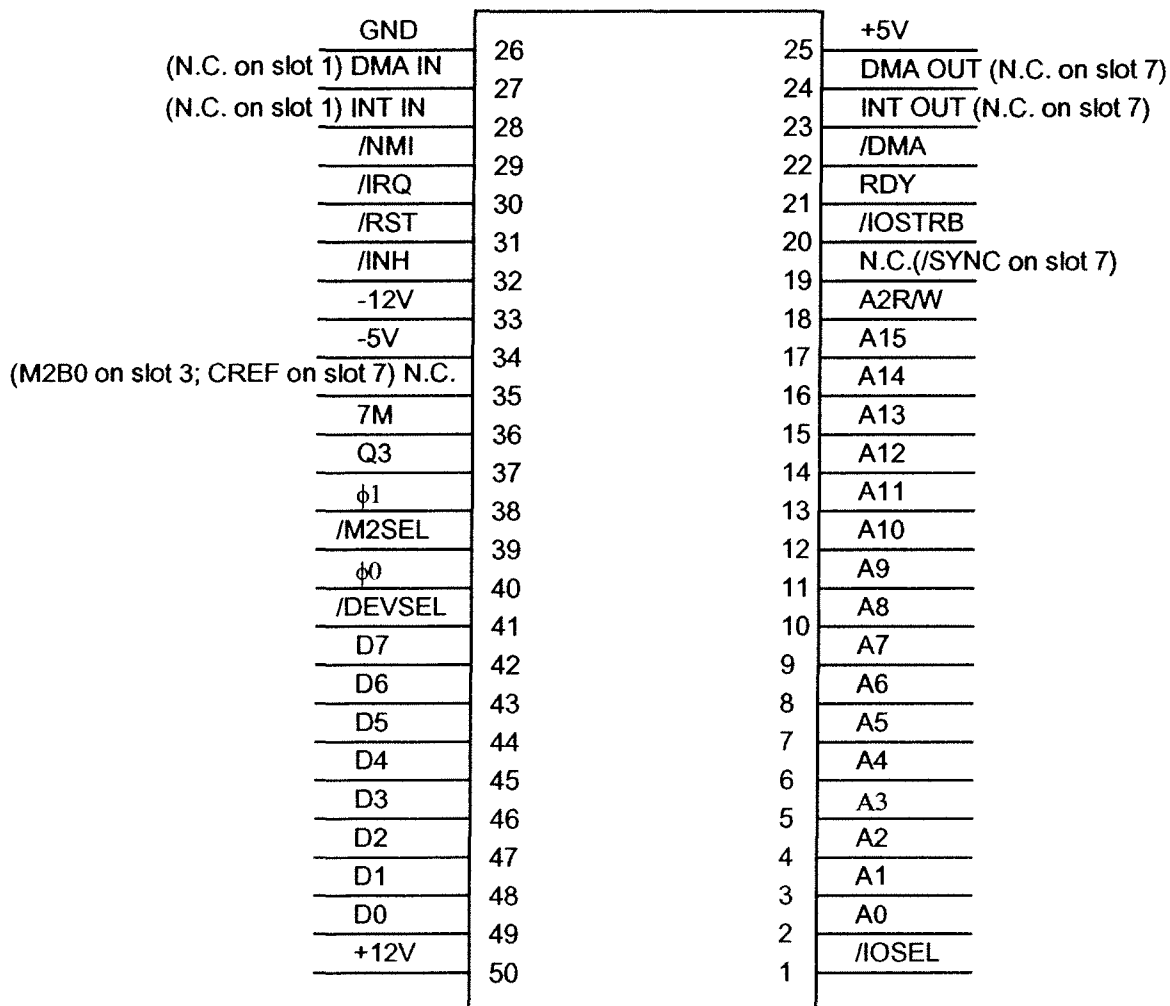 GND 26 25 +5V
(N.C. on slot 1) DMA IN 27 24 DMA OUT (N.C. on slot 7)
(N.C. on slot 1) INT IN 28 23 INT OUT (N.C. on slot 7)
/NMI 29 22 /DMA
/IRQ 30 21 RDY
/RST 31 20 /IOSTRB
/INH 32 19 N.C.(/SYNC on slot 7)
-12V 33 18 A2R/W
-5V 34 17 A15
(M2B0 on slot 3; CREF on slot 7) N.C. 35 16 A14
7M 36 15 A13
Q3 37 14 A12
ϕ1 38 13 A11
/M2SEL 39 12 A10
ϕ0 40 11 A9
/DEVSEL 41 10 A8
D7 42 9 A7
D6 43 8 A6
D5 44 7 A5
D4 45 6 A4
D3 46 5 A3
D2 47 4 A2
D1 48 3 A1
D0 49 2 A0
+12V 50 1 /IOSEL